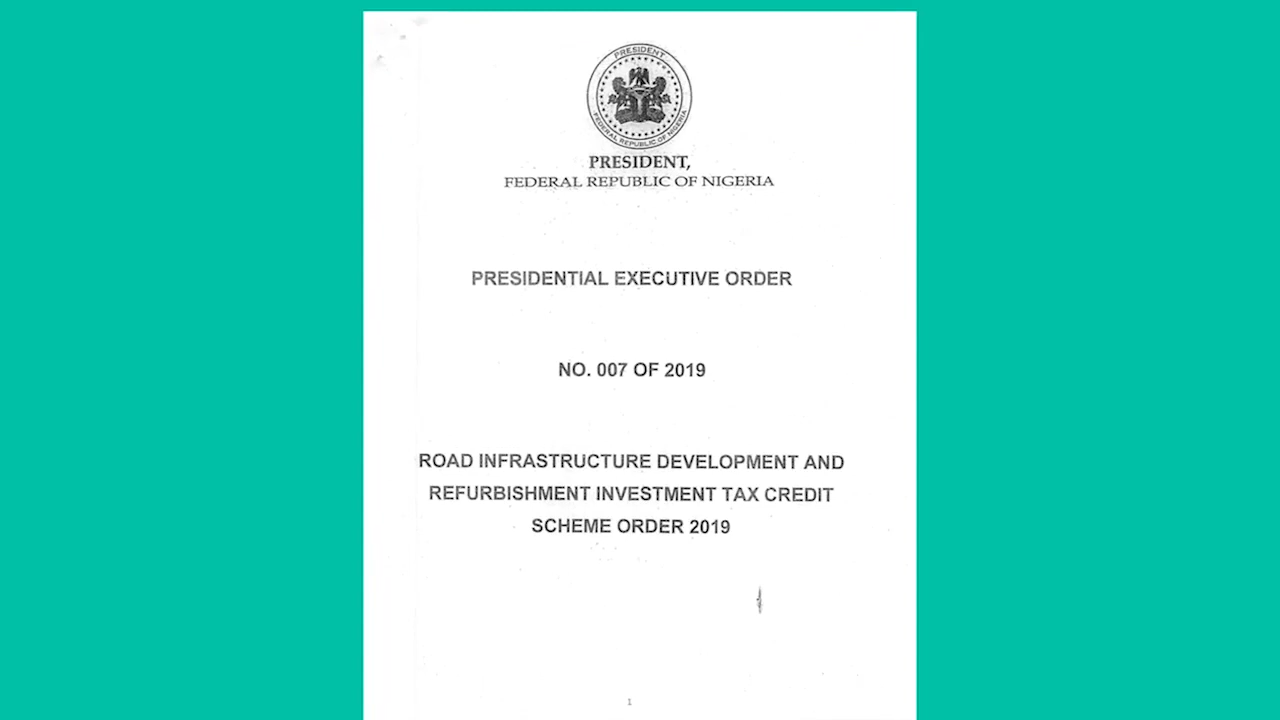 PRESIDENT
FEDERAL REPUBLIC OF NIGERIA
PRESIDENT,
FEDERAL REPUBLIC OF NIGERIA
PRESIDENTIAL EXECUTIVE ORDER
NO. 007 OF 2019
ROAD INFRASTRUCTURE DEVELOPMENT AND
REFURBISHMENT INVESTMENT TAX CREDIT
SCHEME ORDER 2019
1